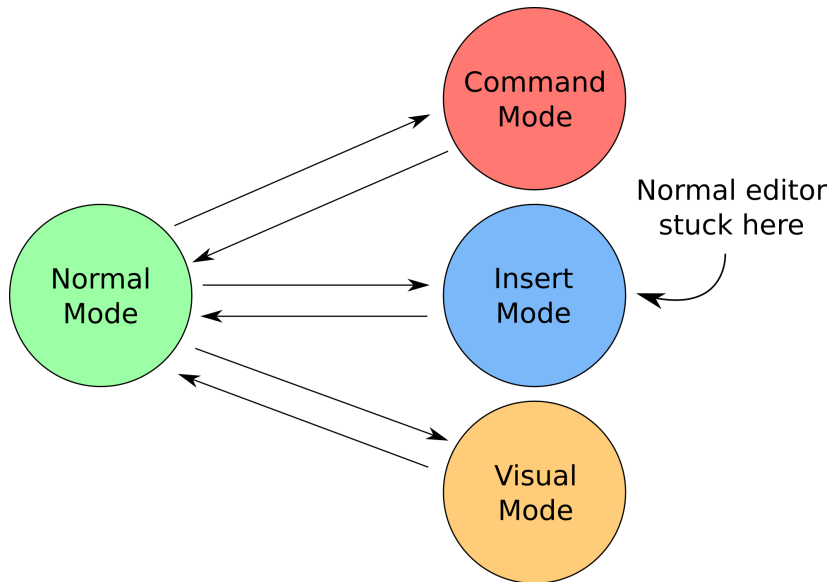 Command
Mode
Normal editor
stuck here
Normal
Mode
Insert
Mode
Visual
Mode